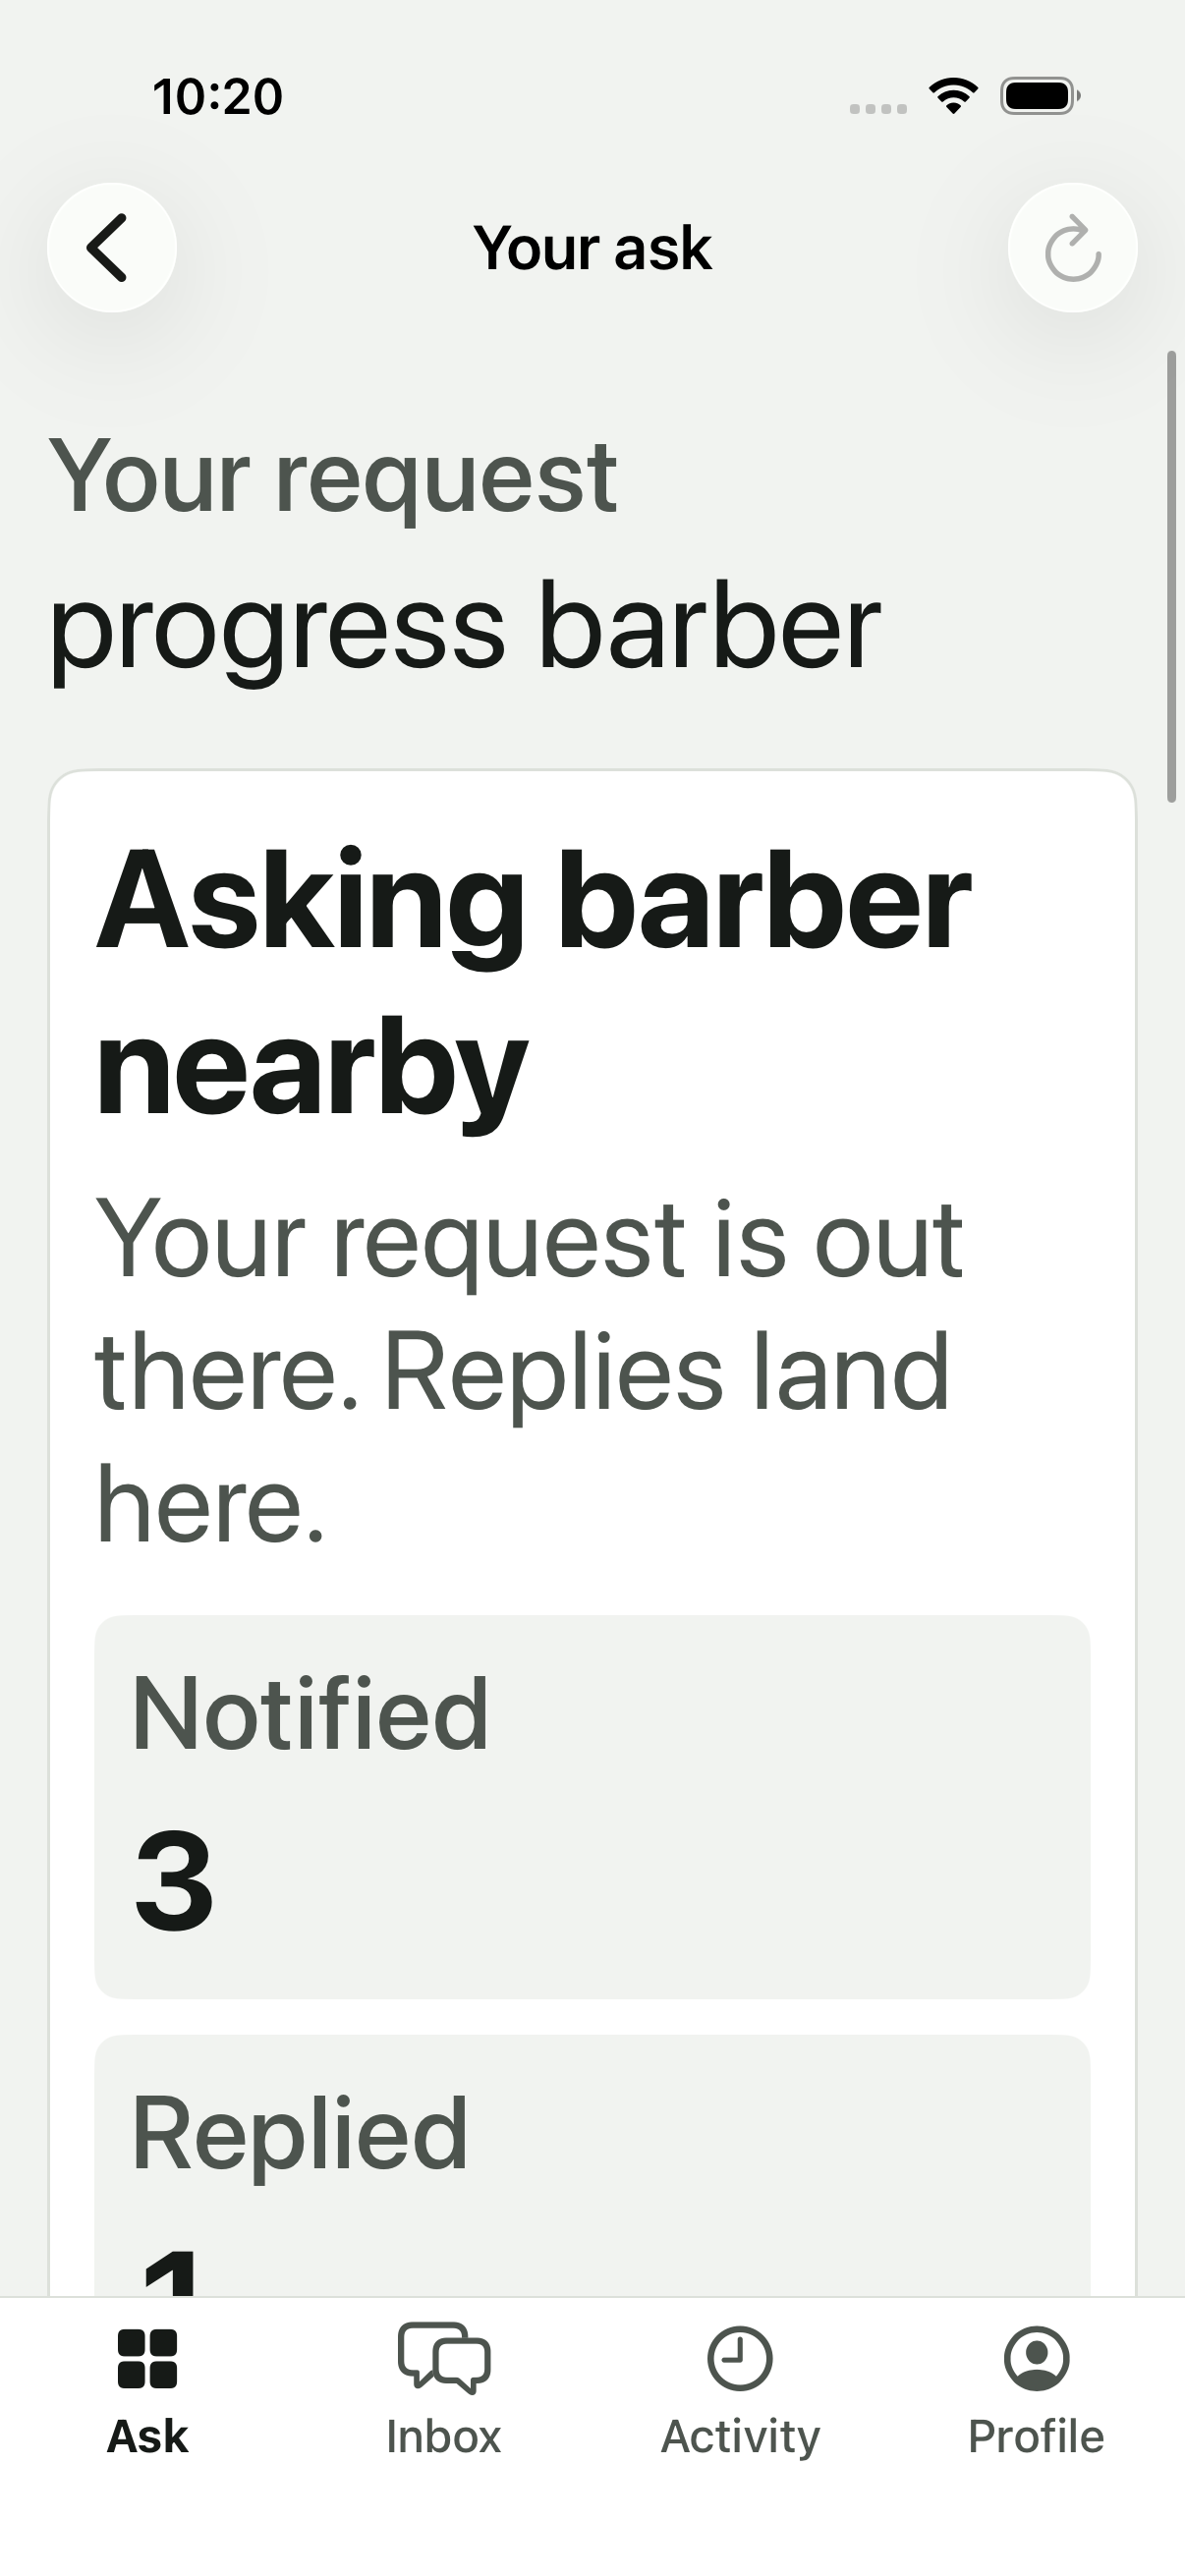 10:20
Your ask
Your request
progress barber
Asking barber
nearby
Your request is out
there. Replies land
here.
Notified
3
Replied
1
Ask
Inbox
Activity
Profile